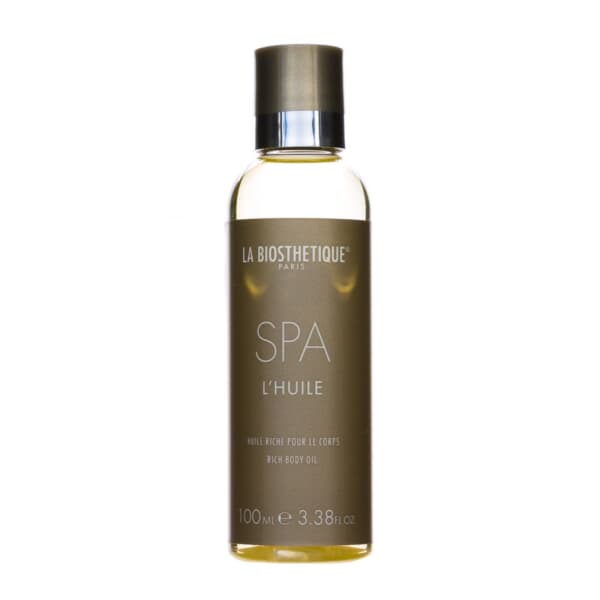 LA BIOSTHETIQUE®
PARIS
SPA
L'HUILE
HUILE RICHE POUR LE CORPS
RICH BODY OIL
100ML ℮ 3.38FL.OZ